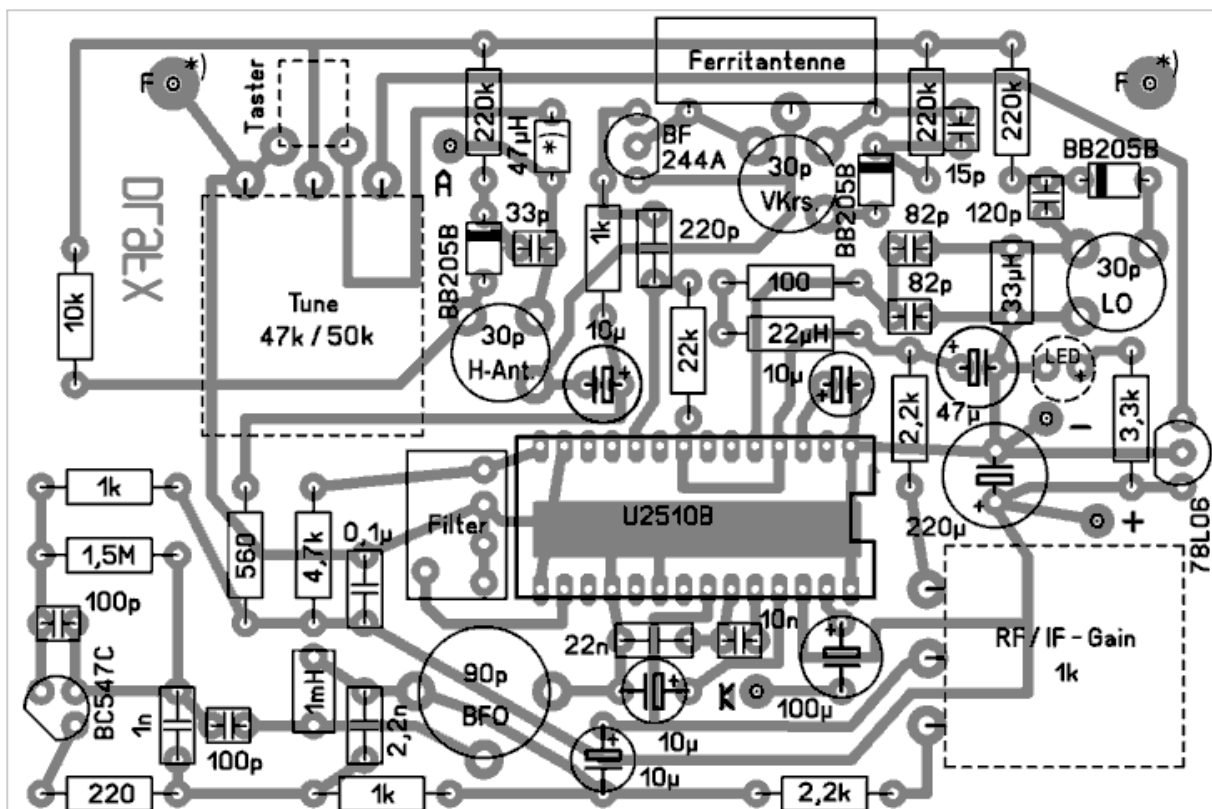 Ferritantenne
F *)
F *)
Taster
220k
47µH
*)
BF
244A
30p
VKrs.
220k
220k
15p
BB205B
BB205B
A
DL2AFX
33p
1k
220p
BB205B
82p
120p
10k
Tune
47k / 50k
30p
H-Ant.
10µ
22k
100
22µH
10µ
82p
33µH
30p
LO
LED
+
47µ
2,2k
3,3k
-
1k
1,5M
560
4,7k
0,1µ
Filter
U2510B
220µ
+
78L06
100p
BC547C
1n
100p
1mH
2,2n
90p
BFO
22n
10n
K
100µ
10µ
10µ
RF/IF-Gain
1k
220
1k
2,2k